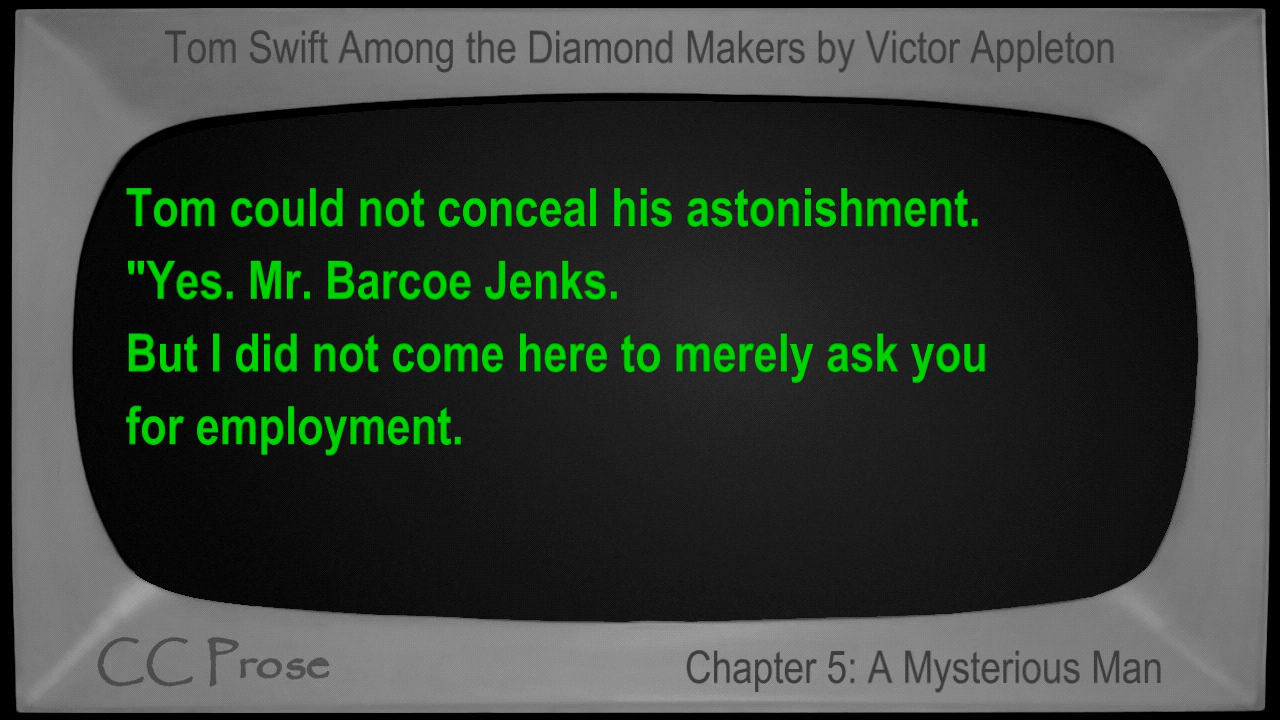 Tom Swift Among the Diamond Makers by Victor Appleton
Tom could not conceal his astonishment.
"Yes. Mr. Barcoe Jenks.
But I did not come here to merely ask you
for employment.
CC Prose
Chapter 5: A Mysterious Man